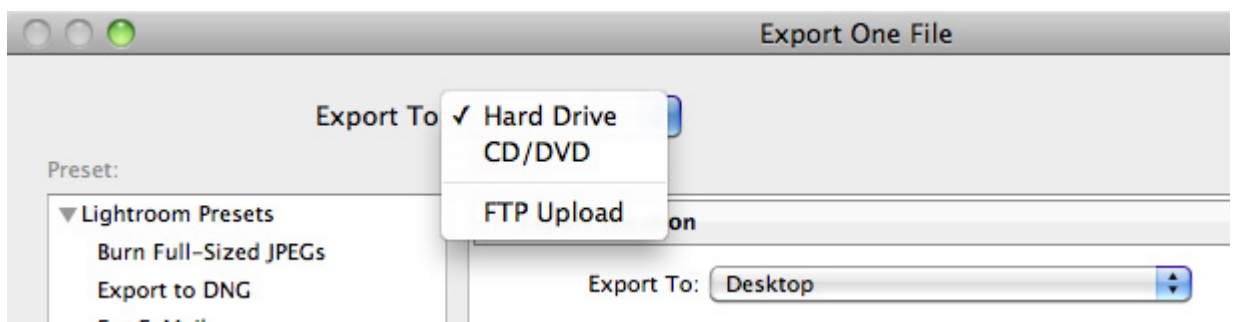 Export One File
Export To ✓ Hard Drive
CD/DVD
FTP Upload
Preset:
▼Lightroom Presets
Burn Full-Sized JPEGs
Export to DNG
on
Export To: Desktop